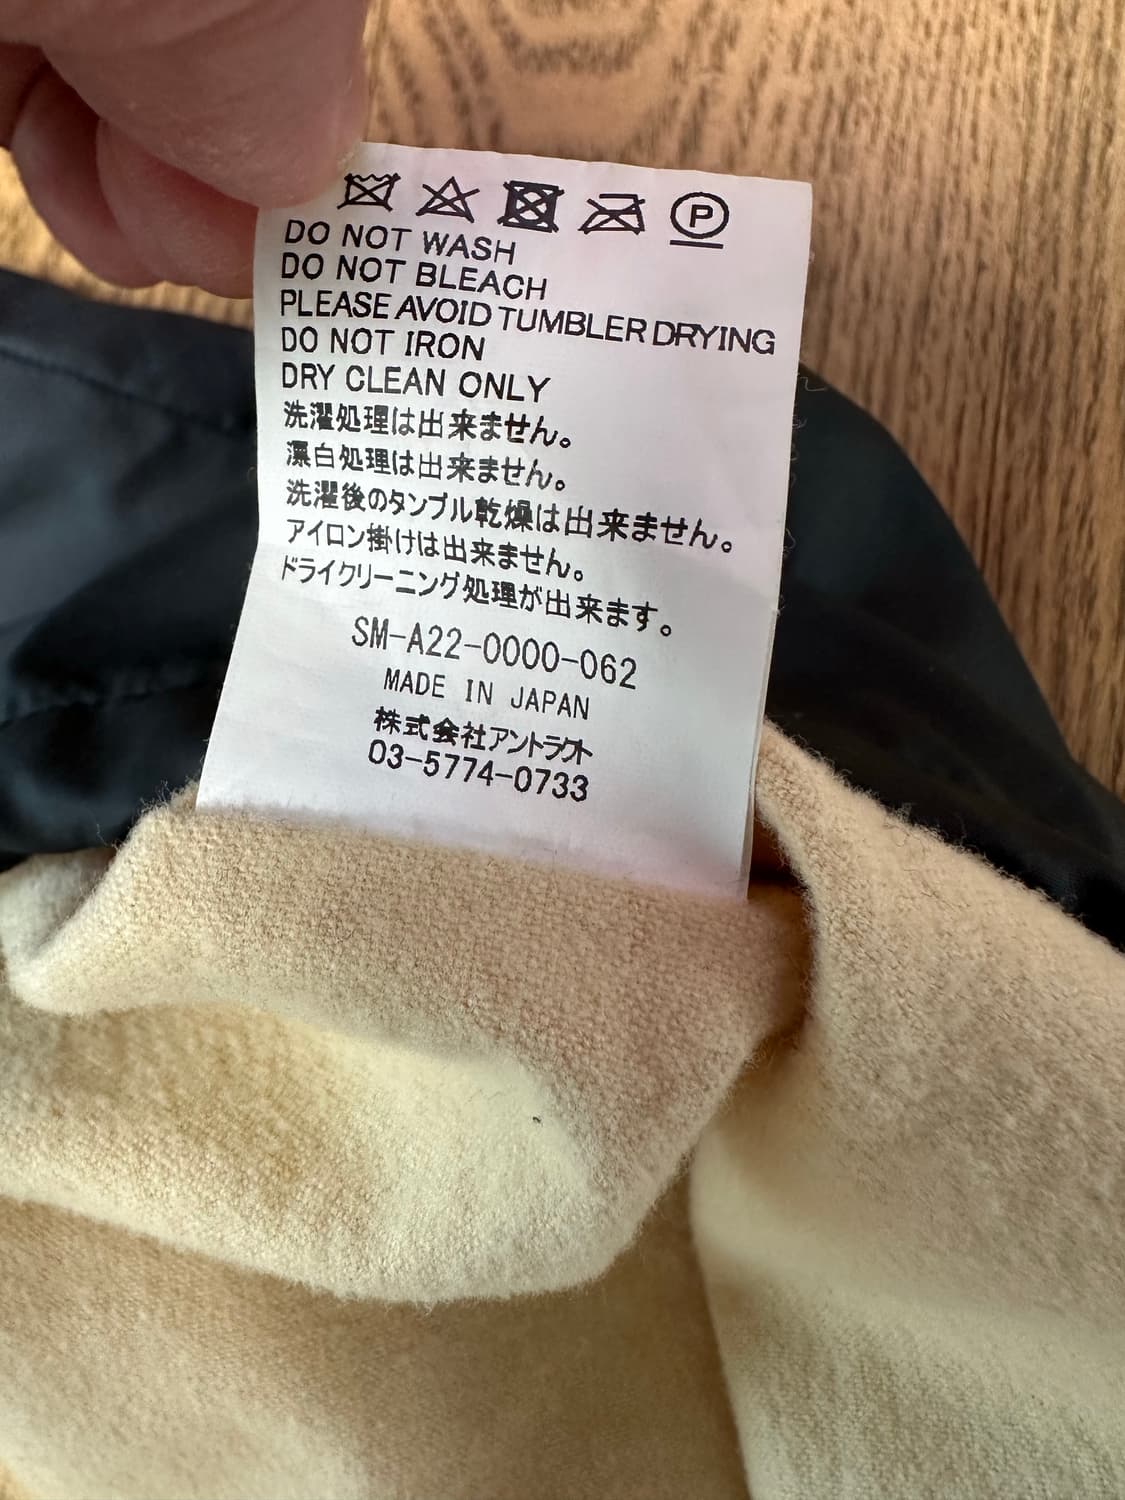 P
DO NOT WASH
DO NOT BLEACH
PLEASE AVOID TUMBLER DRYING
DO NOT IRON
DRY CLEAN ONLY
洗濯処理は出来ません。
漂白処理は出来ません。
洗濯後のタンブル乾燥は出来ません。
アイロン掛けは出来ません。
ドライクリーニング処理が出来ます。
SM-A22-0000-062
MADE IN JAPAN
株式会社アントラクト
03-5774-0733